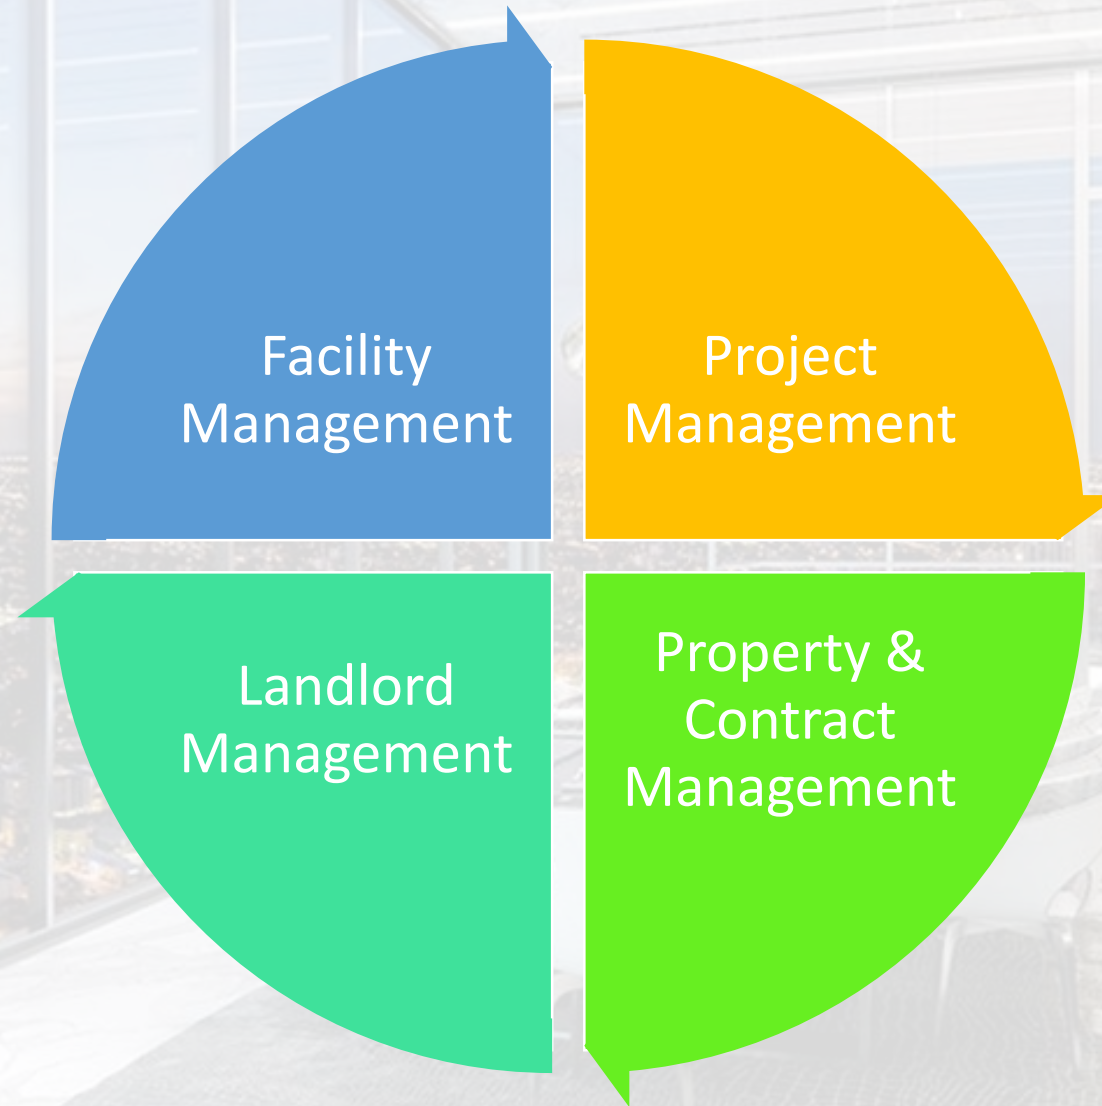 Facility
Management
Project
Management
Landlord
Management
Property &
Contract
Management